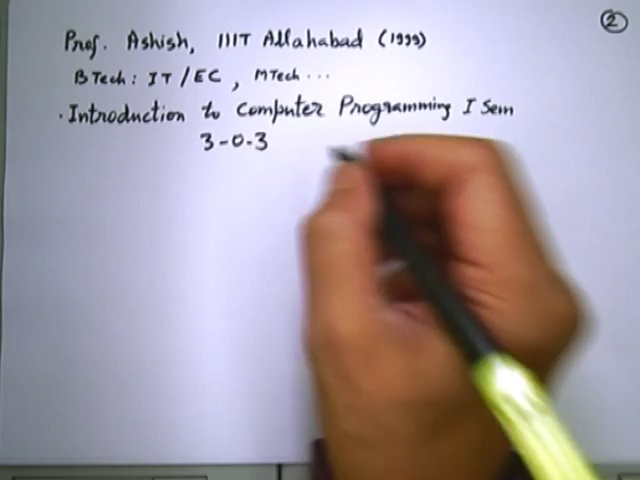 2
Prof. Ashish, IIIT Allahabad (1999)
BTech: IT/EC, MTech ...
· Introduction to Computer Programming I Sem
3-0-3